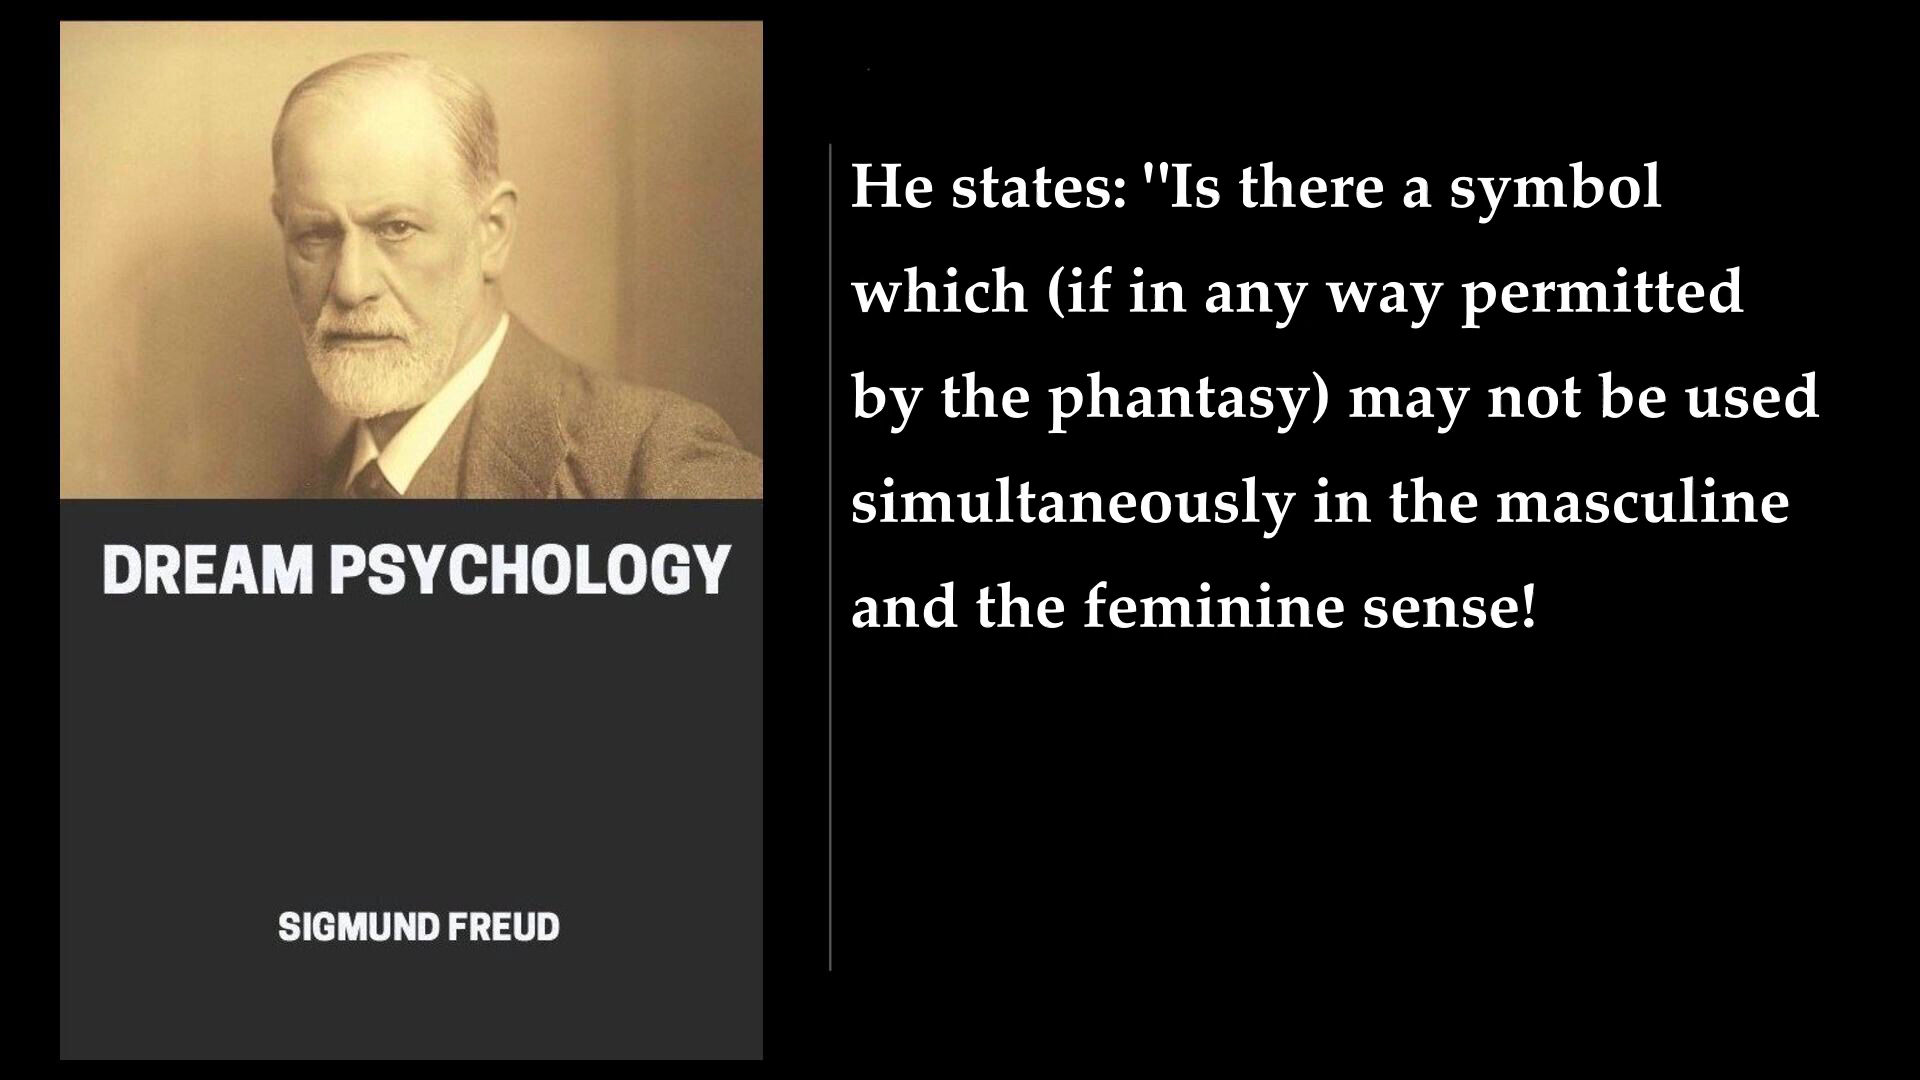 DREAM PSYCHOLOGY
SIGMUND FREUD
He states: "Is there a symbol
which (if in any way permitted
by the phantasy) may not be used
simultaneously in the masculine
and the feminine sense!